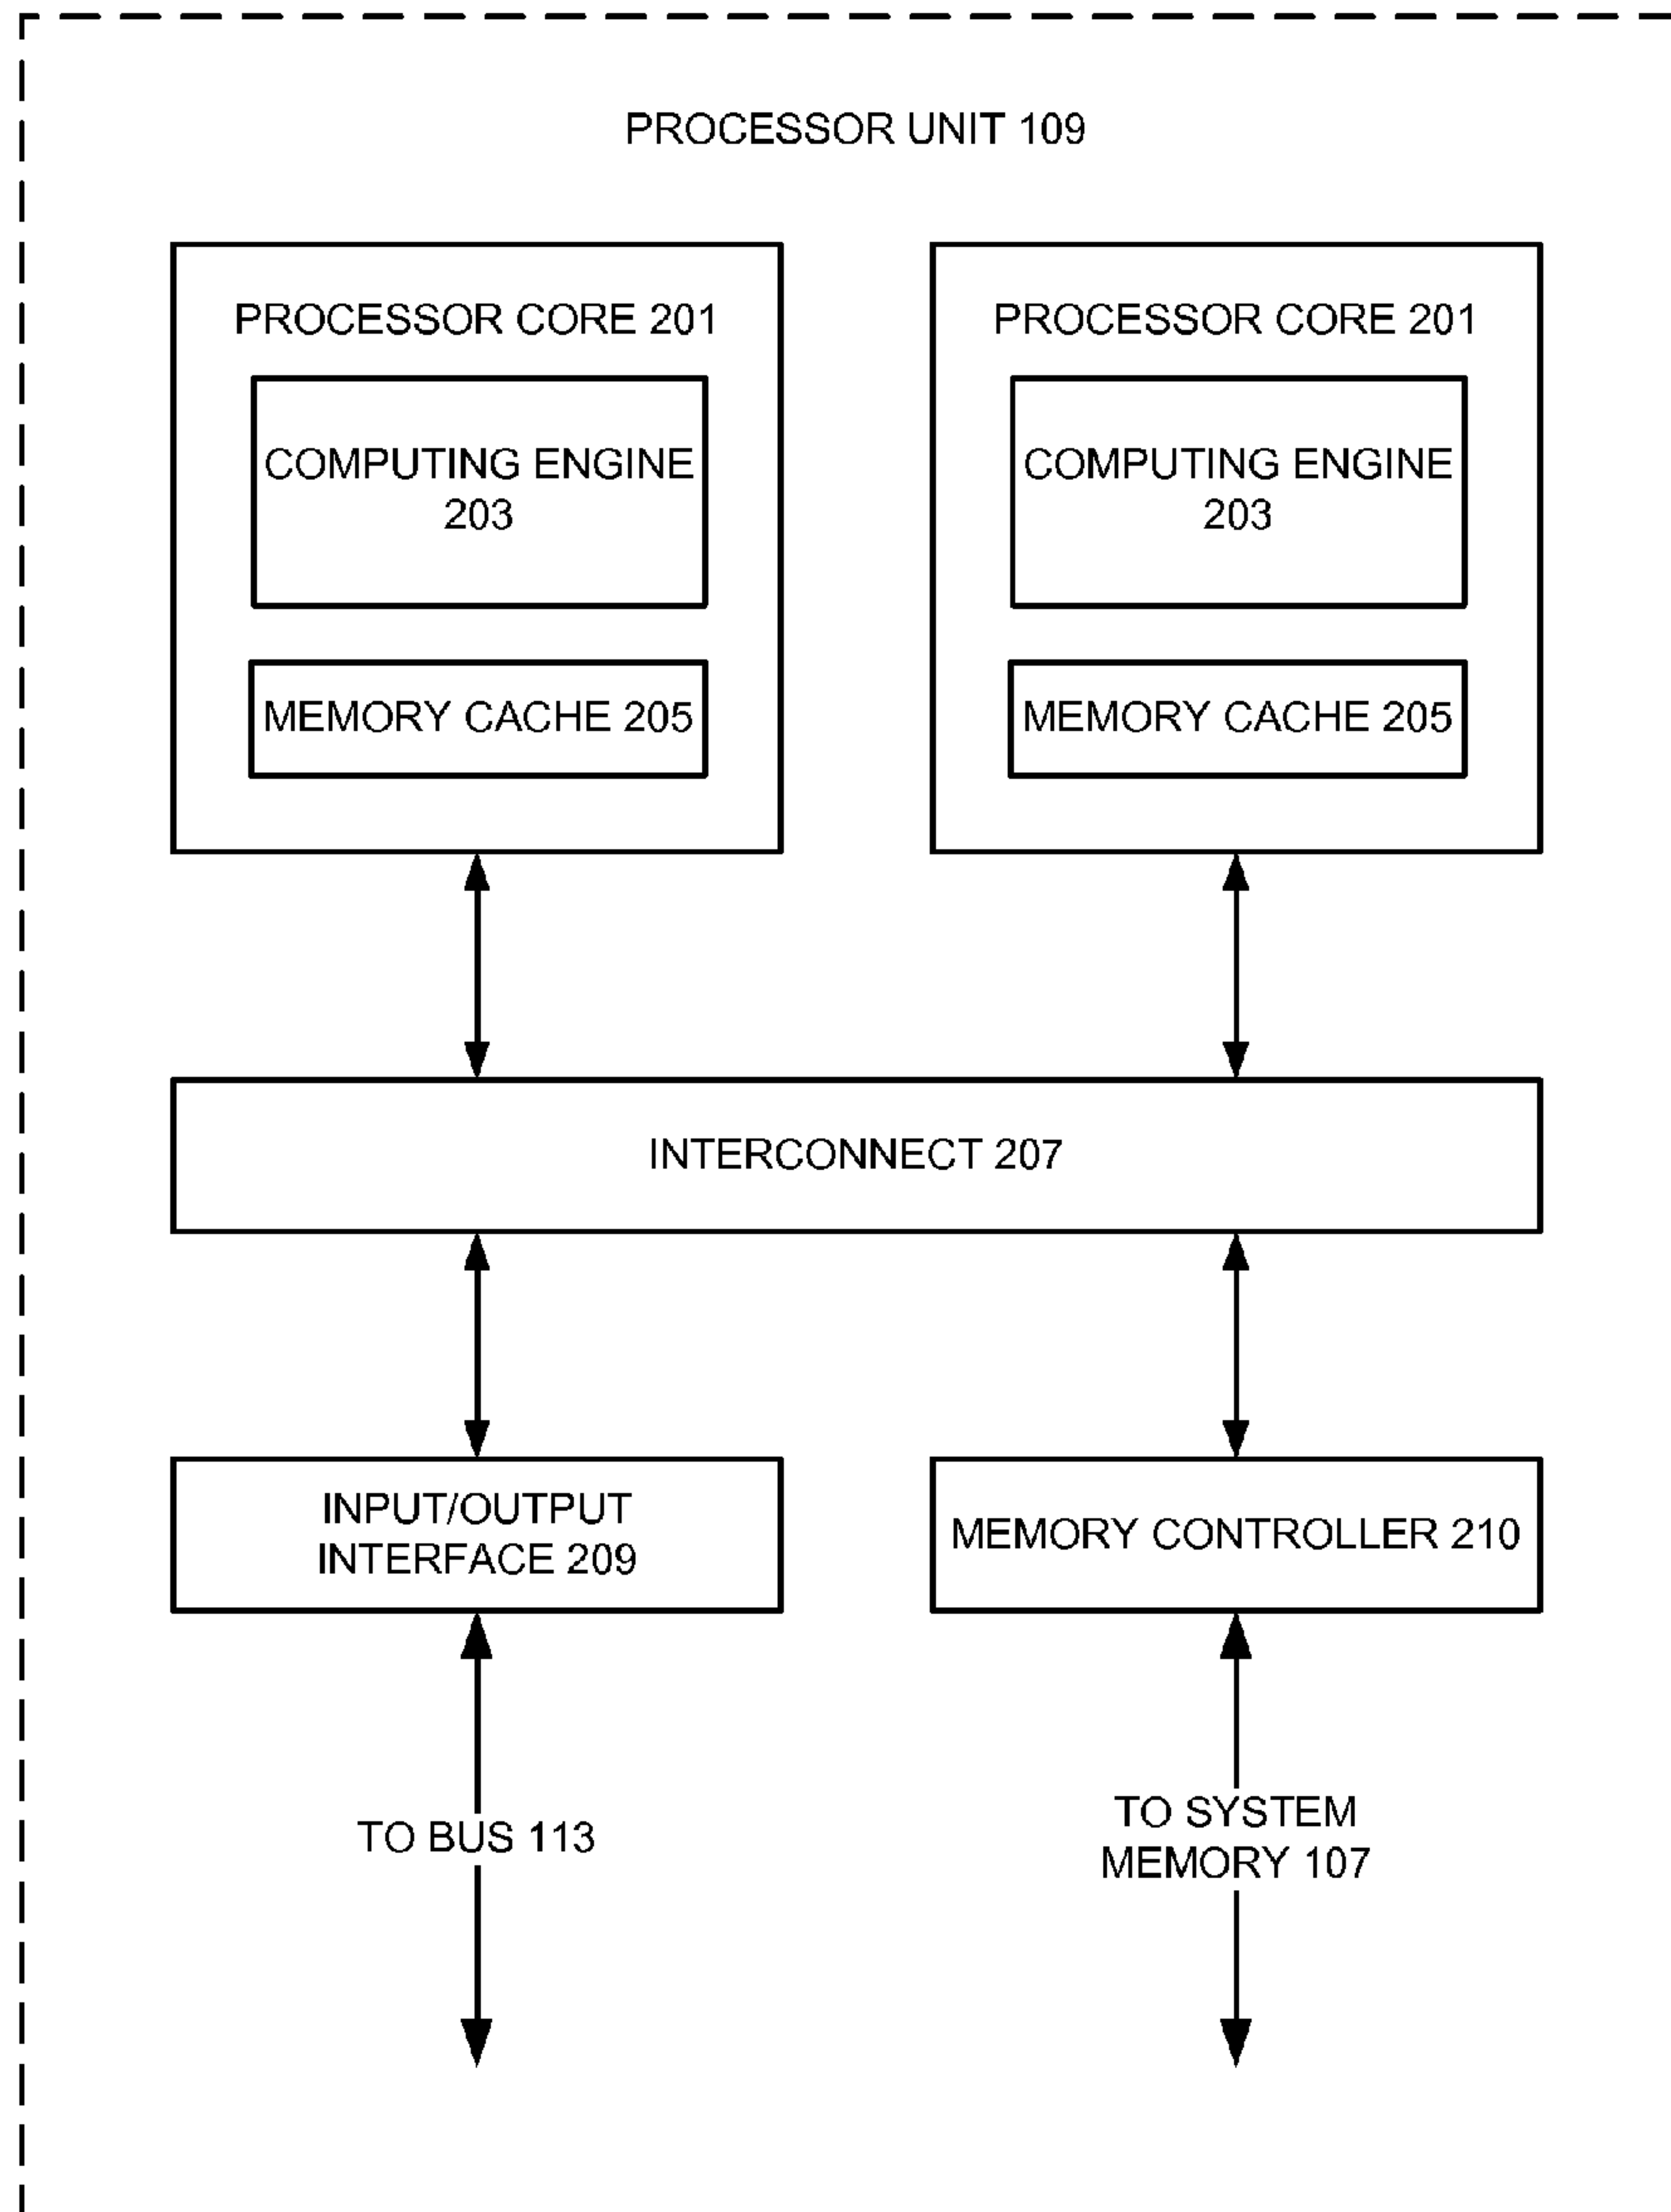 PROCESSOR UNIT 109
PROCESSOR CORE 201
COMPUTING ENGINE
203
MEMORY CACHE 205
PROCESSOR CORE 201
COMPUTING ENGINE
203
MEMORY CACHE 205
INTERCONNECT 207
INPUT/OUTPUT
INTERFACE 209
MEMORY CONTROLLER 210
TO BUS 113
TO SYSTEM
MEMORY 107